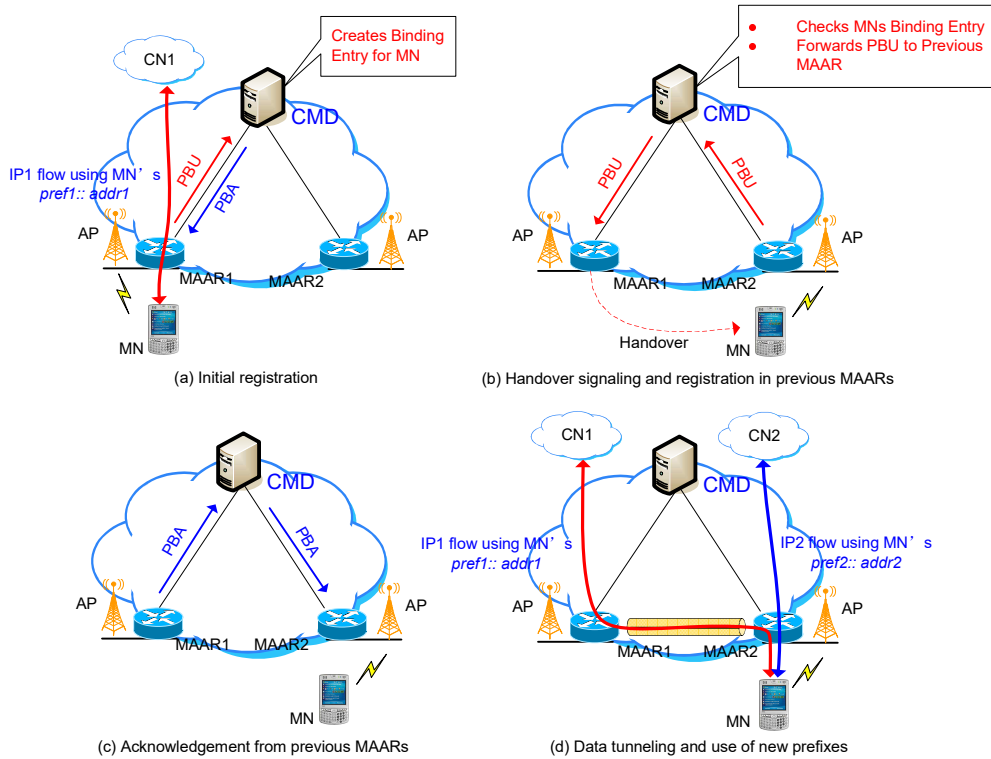 CN1
Creates Binding
Entry for MN
CMD
IP1 flow using MN's
pref1:: addr1
PBU
PBA
AP
AP
MAAR1
MAAR2
MN
(a) Initial registration
Checks MNs Binding Entry
Forwards PBU to Previous
MAAR
CMD
PBU
PBU
AP
AP
MAAR1
MAAR2
Handover
MN
(b) Handover signaling and registration in previous MAARs
CMD
PBA
PBA
AP
AP
MAAR1
MAAR2
MN
(c) Acknowledgement from previous MAARs
CN1
CN2
CMD
IP1 flow using MN's
pref1:: addr1
IP2 flow using MN's
pref2:: addr2
AP
AP
MAAR1
MAAR2
MN
(d) Data tunneling and use of new prefixes